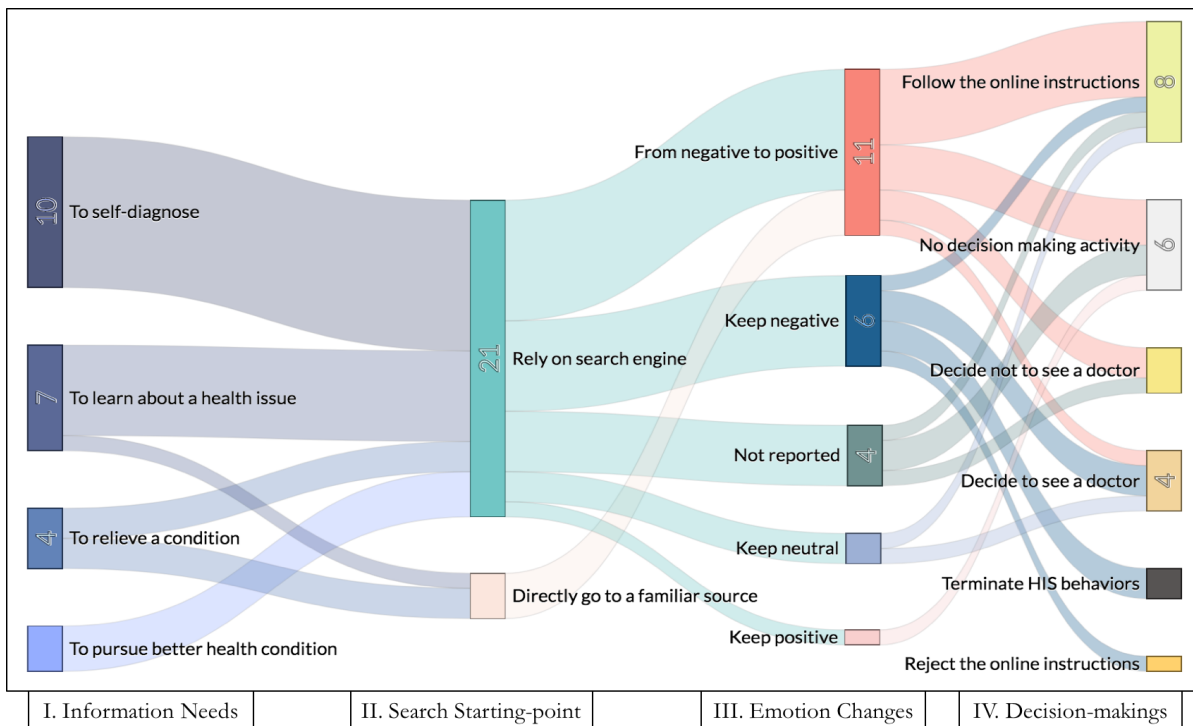 10
To self-diagnose
7
To learn about a health issue
4
To relieve a condition
To pursue better health condition
21
Rely on search engine
Directly go to a familiar source
From negative to positive
11
Keep negative
6
Not reported
4
Keep neutral
Keep positive
Follow the online instructions
8
No decision making activity
6
Decide not to see a doctor
Decide to see a doctor
4
Terminate HIS behaviors
Reject the online instructions
I. Information Needs
II. Search Starting-point
III. Emotion Changes
IV. Decision-makings